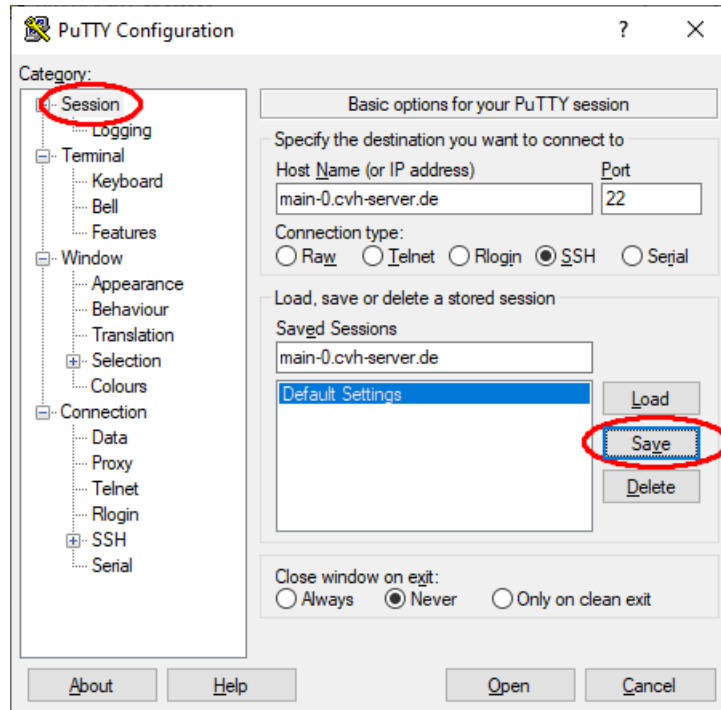 PuTTY Configuration
Category:
Session
Logging
Terminal
Keyboard
Bell
Features
Window
Appearance
Behaviour
Translation
Selection
Colours
Connection
Data
Proxy
Telnet
Rlogin
SSH
Serial
Basic options for your PuTTY session
Specify the destination you want to connect to
Host Name (or IP address) Port
main-0.cvh-server.de 22
Connection type:
Raw Telnet Rlogin SSH Serial
Load, save or delete a stored session
Saved Sessions
main-0.cvh-server.de
Default Settings
Load
Save
Delete
Close window on exit:
Always Never Only on clean exit
About Help Open Cancel